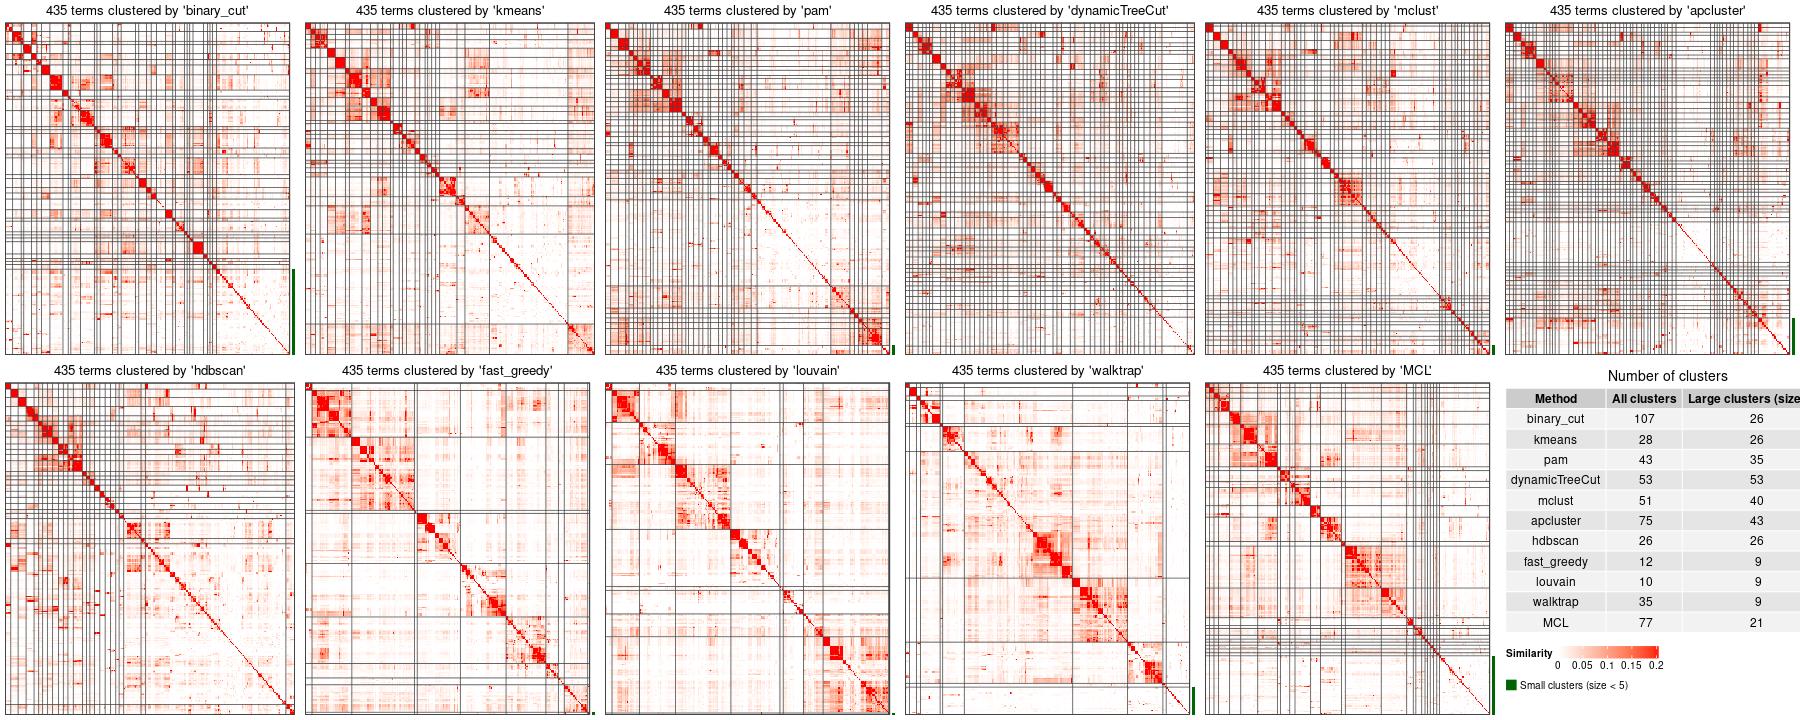 435 terms clustered by 'binary_cut'
435 terms clustered by 'kmeans'
435 terms clustered by 'pam'
435 terms clustered by 'dynamicTreeCut'
435 terms clustered by 'mclust'
435 terms clustered by 'apcluster'
435 terms clustered by 'hdbscan'
435 terms clustered by 'fast_greedy'
435 terms clustered by 'louvain'
435 terms clustered by 'walktrap'
435 terms clustered by 'MCL'
Number of clusters
Method All clusters Large clusters (size
binary_cut 107 26
kmeans 28 26
pam 43 35
dynamicTreeCut 53 53
mclust 51 40
apcluster 75 43
hdbscan 26 26
fast_greedy 12 9
louvain 10 9
walktrap 35 9
MCL 77 21
Similarity
0 0.05 0.1 0.15 0.2
Small clusters (size < 5)